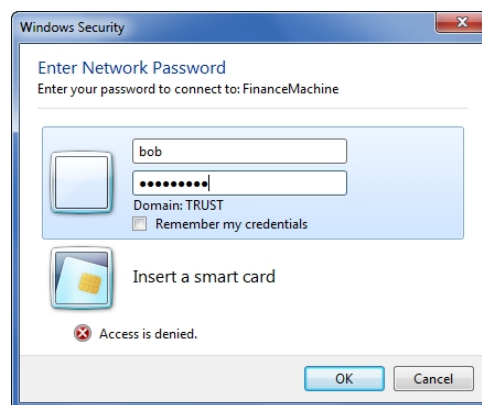 Windows Security
Enter Network Password
Enter your password to connect to: FinanceMachine
bob
●●●●●●●●●
Domain: TRUST
Remember my credentials
Insert a smart card
Access is denied.
OK
Cancel